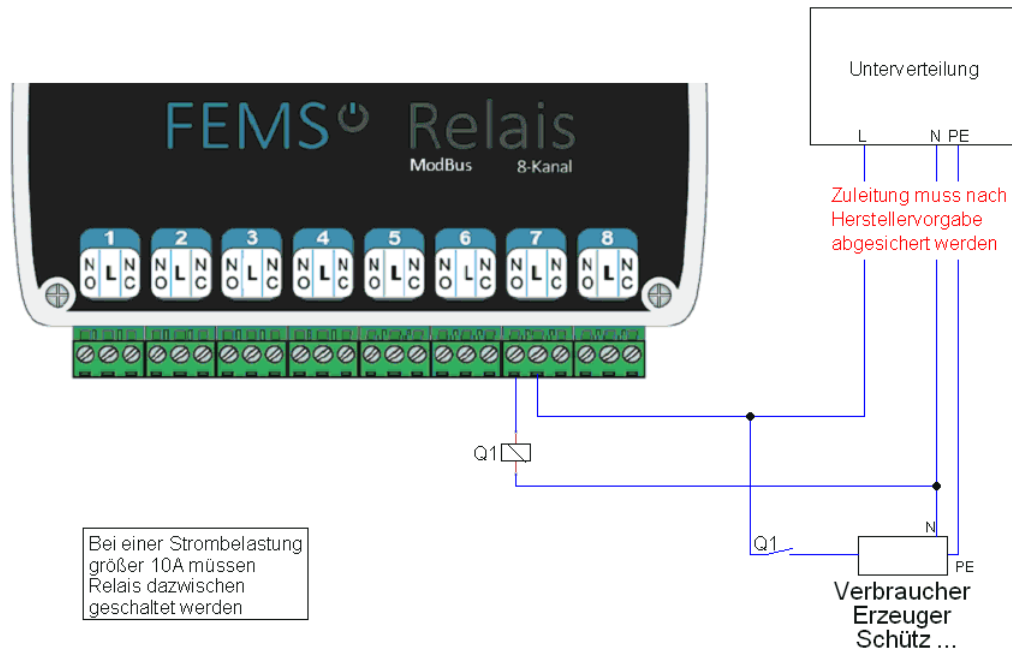 Unterverteilung
L N PE
Zuleitung muss nach
Herstellervorgabe
abgesichert werden
FEMS Relais
ModBus 8-Kanal
1 2 3 4 5 6 7 8
NO L NC NO L NC NO L NC NO L NC NO L NC NO L NC NO L NC NO L NC
Q1
Bei einer Strombelastung
größer 10A müssen
Relais dazwischen
geschaltet werden
N
Q1
PE
Verbraucher
Erzeuger
Schütz ...